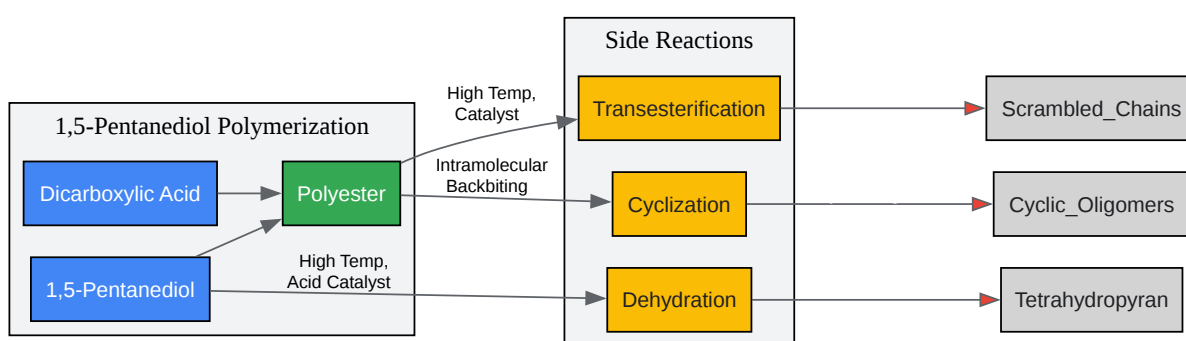 Side Reactions
High Temp,
Catalyst
Transesterification
Scrambled_Chains
1,5-Pentanediol Polymerization
Dicarboxylic Acid
Polyester
Intramolecular
Backbiting
Cyclization
Cyclic_Oligomers
1,5-Pentanediol
High Temp,
Acid Catalyst
Dehydration
Tetrahydropyran